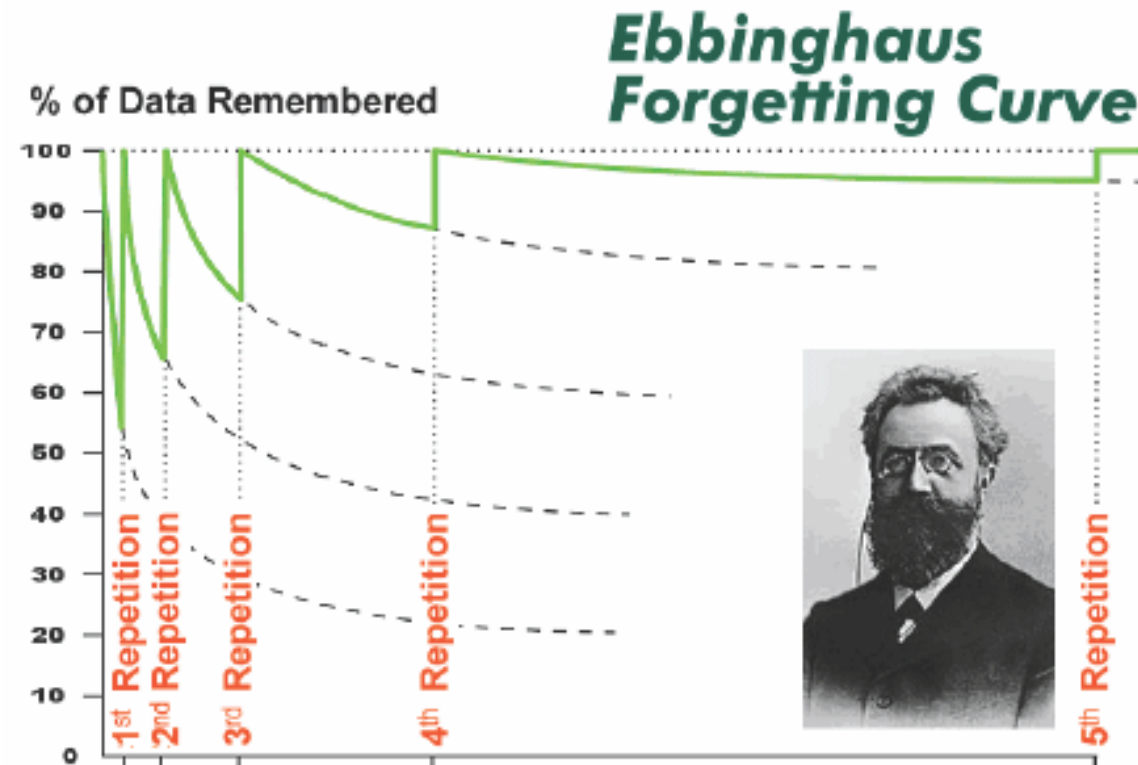 Ebbinghaus
Forgetting Curve
% of Data Remembered
100
90
80
70
60
50
40
30
20
10
0
1st Repetition
2nd Repetition
3rd Repetition
4th Repetition
5th Repetition